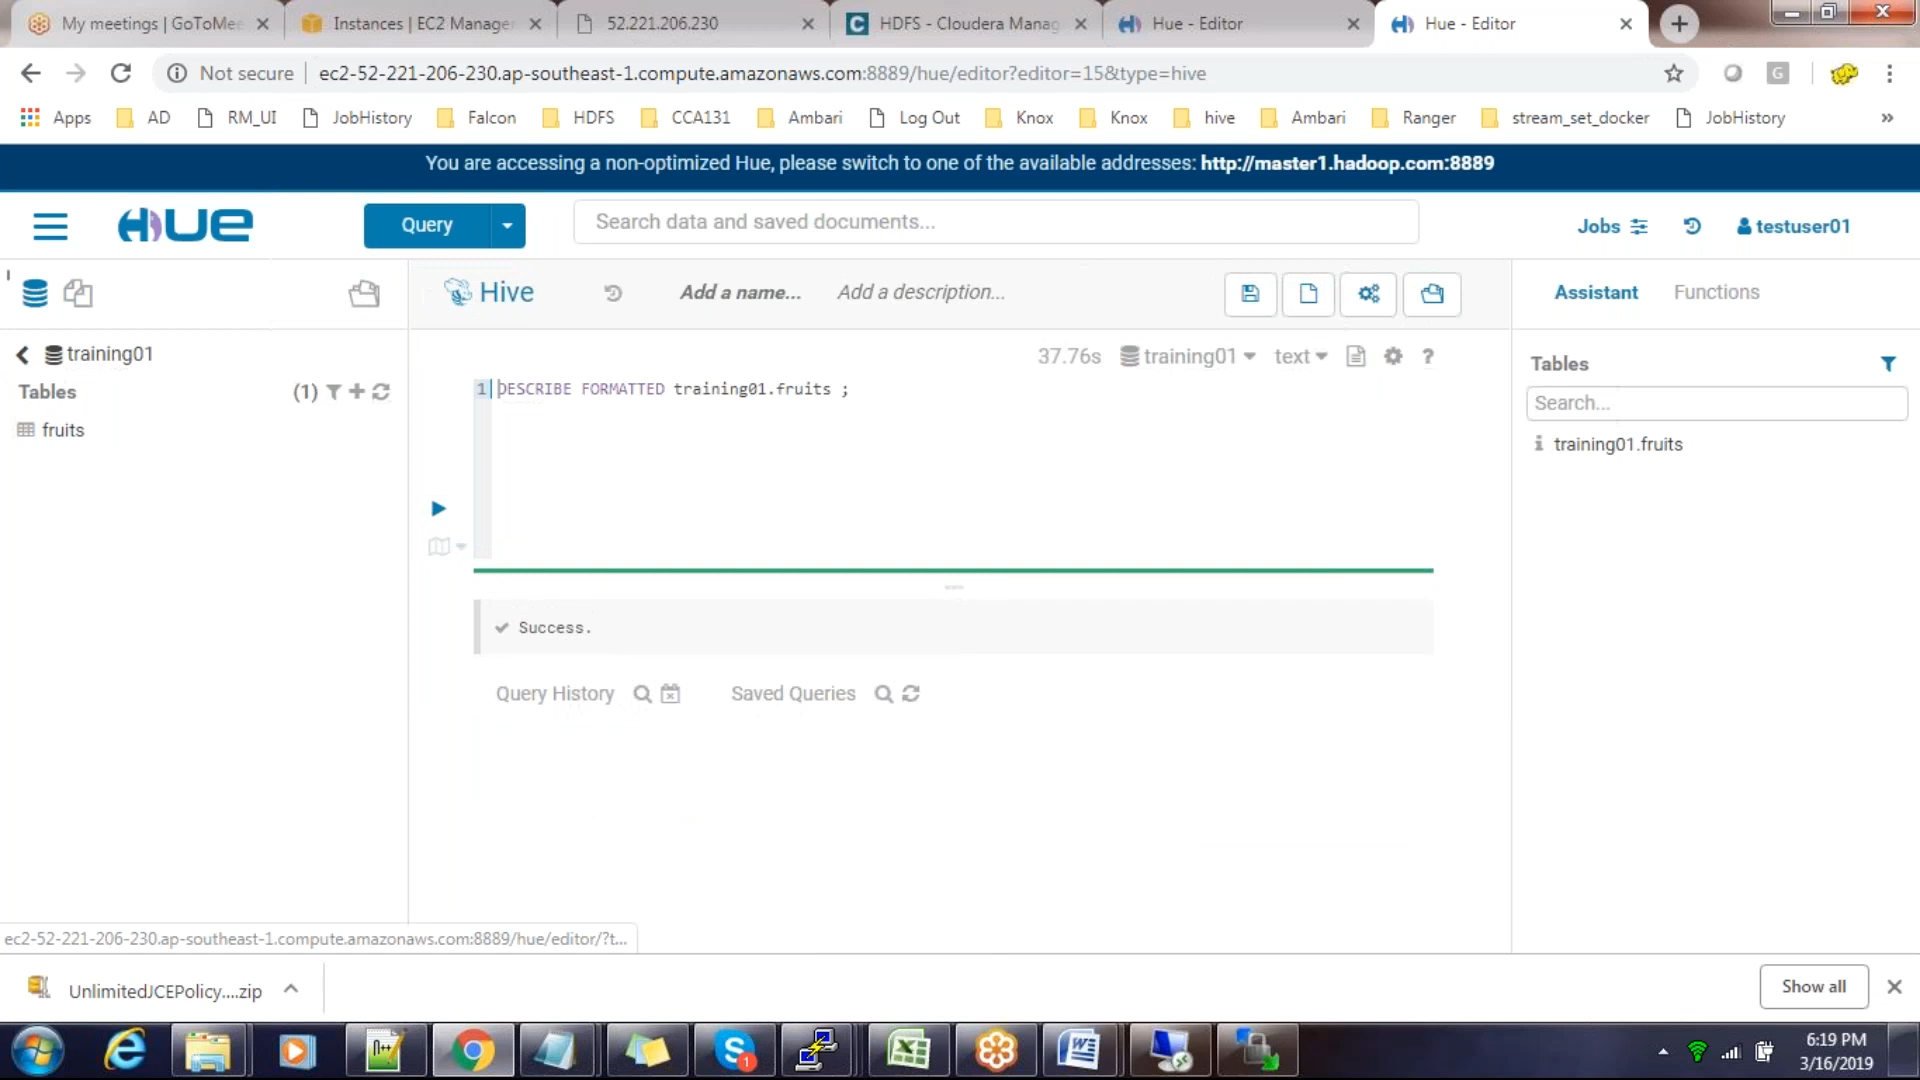 My meetings | GoToMee
Instances | EC2 Manager
52.221.206.230
HDFS - Cloudera Manag
Hue - Editor
Hue - Editor
Not secure
ec2-52-221-206-230.ap-southeast-1.compute.amazonaws.com:8889/hue/editor?editor=15&type=hive
Apps
AD
RM_UI
JobHistory
Falcon
HDFS
CCA131
Ambari
Log Out
Knox
Knox
hive
Ambari
Ranger
stream_set_docker
JobHistory
»
You are accessing a non-optimized Hue, please switch to one of the available addresses: http://master1.hadoop.com:8889
HUE
Query
Search data and saved documents...
Jobs
testuser01
Hive
Add a name...
Add a description...
Assistant
Functions
training01
Tables
(1)
fruits
37.76s
training01
text
?
1
DESCRIBE FORMATTED training01.fruits ;
Success.
Query History
Saved Queries
Tables
Search...
training01.fruits
ec2-52-221-206-230.ap-southeast-1.compute.amazonaws.com:8889/hue/editor/?t...
UnlimitedJCEPolicy....zip
Show all
6:19 PM
3/16/2019